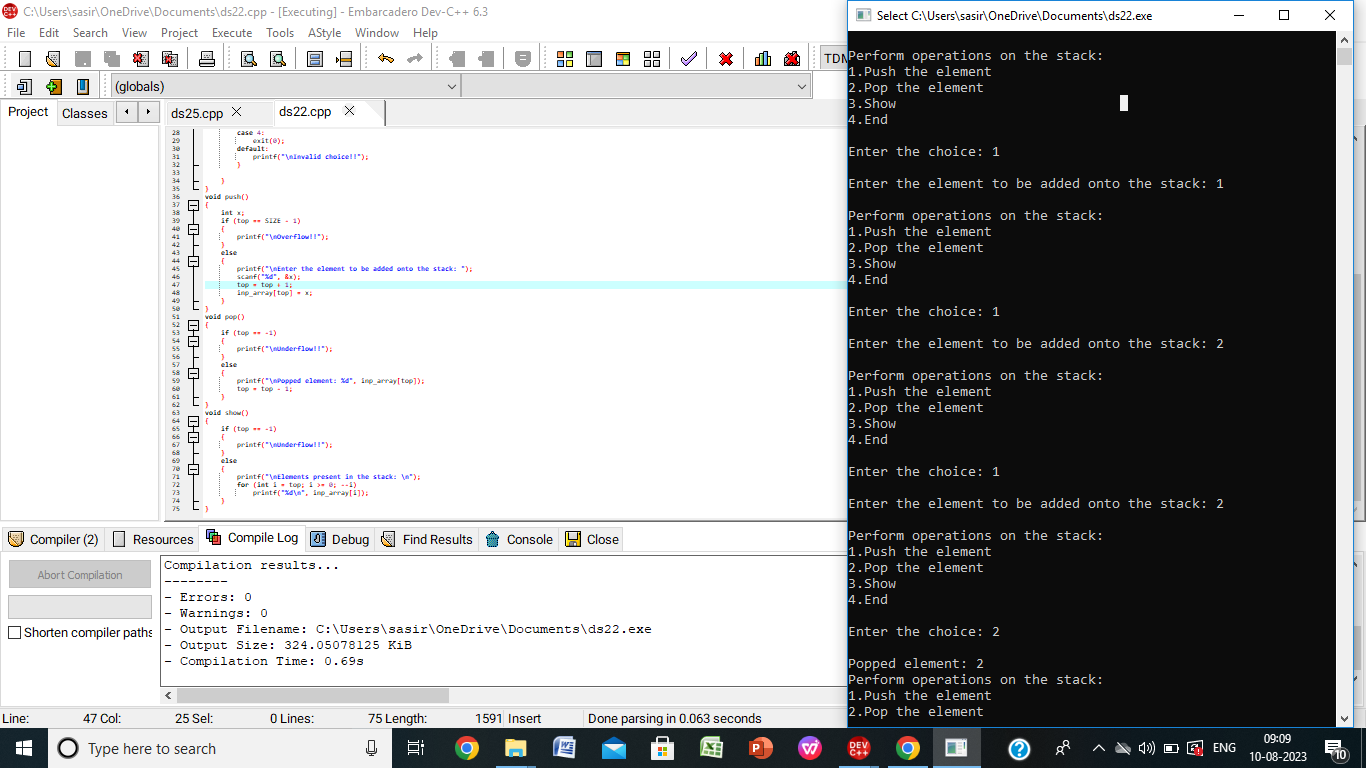 C:\Users\sasir\OneDrive\Documents\ds22.cpp - [Executing] - Embarcadero Dev-C++ 6.3
File Edit Search View Project Execute Tools AStyle Window Help
TDM
(globals)
Project Classes
ds25.cpp ds22.cpp
28 case 4:
29 exit(0);
30 default:
31 printf("\nInvalid choice!!");
32 }
33
34 }
35 }
36 void push()
37 {
38 int x;
39 if (top == SIZE - 1)
40 {
41 printf("\nOverflow!!");
42 }
43 else
44 {
45 printf("\nEnter the element to be added onto the stack: ");
46 scanf("%d", &x);
47 top = top + 1;
48 inp_array[top] = x;
49 }
50 }
51 void pop()
52 {
53 if (top == -1)
54 {
55 printf("\nUnderflow!!");
56 }
57 else
58 {
59 printf("\nPopped element: %d", inp_array[top]);
60 top = top - 1;
61 }
62 }
63 void show()
64 {
65 if (top == -1)
66 {
67 printf("\nUnderflow!!");
68 }
69 else
70 {
71 printf("\nElements present in the stack: \n");
72 for (int i = top; i >= 0; --i)
73 printf("%d\n", inp_array[i]);
74 }
75 }
Compiler (2) Resources Compile Log Debug Find Results Console Close
Abort Compilation
Shorten compiler paths
Compilation results...
--------
- Errors: 0
- Warnings: 0
- Output Filename: C:\Users\sasir\OneDrive\Documents\ds22.exe
- Output Size: 324.05078125 KiB
- Compilation Time: 0.69s
Line: 47 Col: 25 Sel: 0 Lines: 75 Length: 1591 Insert Done parsing in 0.063 seconds
Select C:\Users\sasir\OneDrive\Documents\ds22.exe
Perform operations on the stack:
1.Push the element
2.Pop the element
3.Show
4.End
Enter the choice: 1
Enter the element to be added onto the stack: 1
Perform operations on the stack:
1.Push the element
2.Pop the element
3.Show
4.End
Enter the choice: 1
Enter the element to be added onto the stack: 2
Perform operations on the stack:
1.Push the element
2.Pop the element
3.Show
4.End
Enter the choice: 1
Enter the element to be added onto the stack: 2
Perform operations on the stack:
1.Push the element
2.Pop the element
3.Show
4.End
Enter the choice: 2
Popped element: 2
Perform operations on the stack:
1.Push the element
2.Pop the element
Type here to search
ENG
09:09
10-08-2023
10